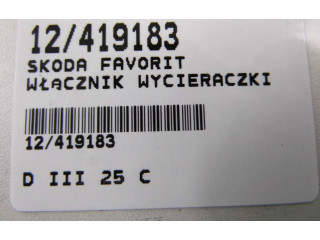 12/419183
SKODA FAVORIT
WŁĄCZNIK WYCIERACZKI
12/419183
D III 25 C